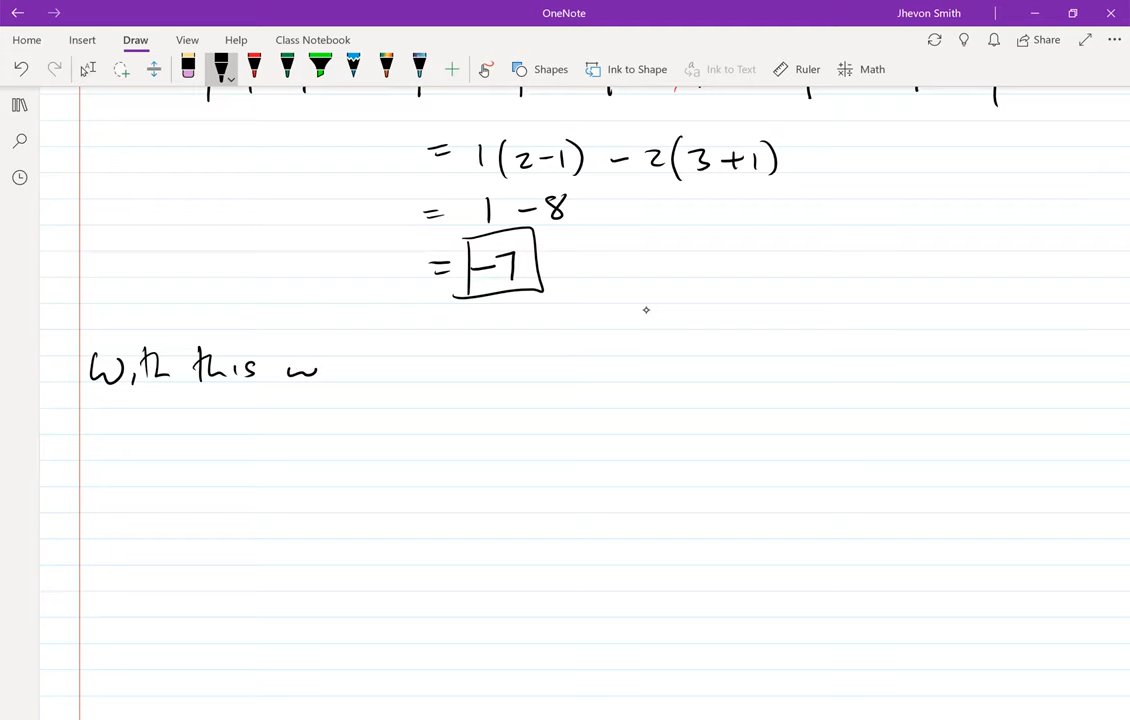 OneNote
Jhevon Smith
Home Insert Draw View Help Class Notebook
Share
Shapes Ink to Shape Ink to Text Ruler Math
= 1(2-1) - 2(3+1)
= 1 - 8
= -7
With this w